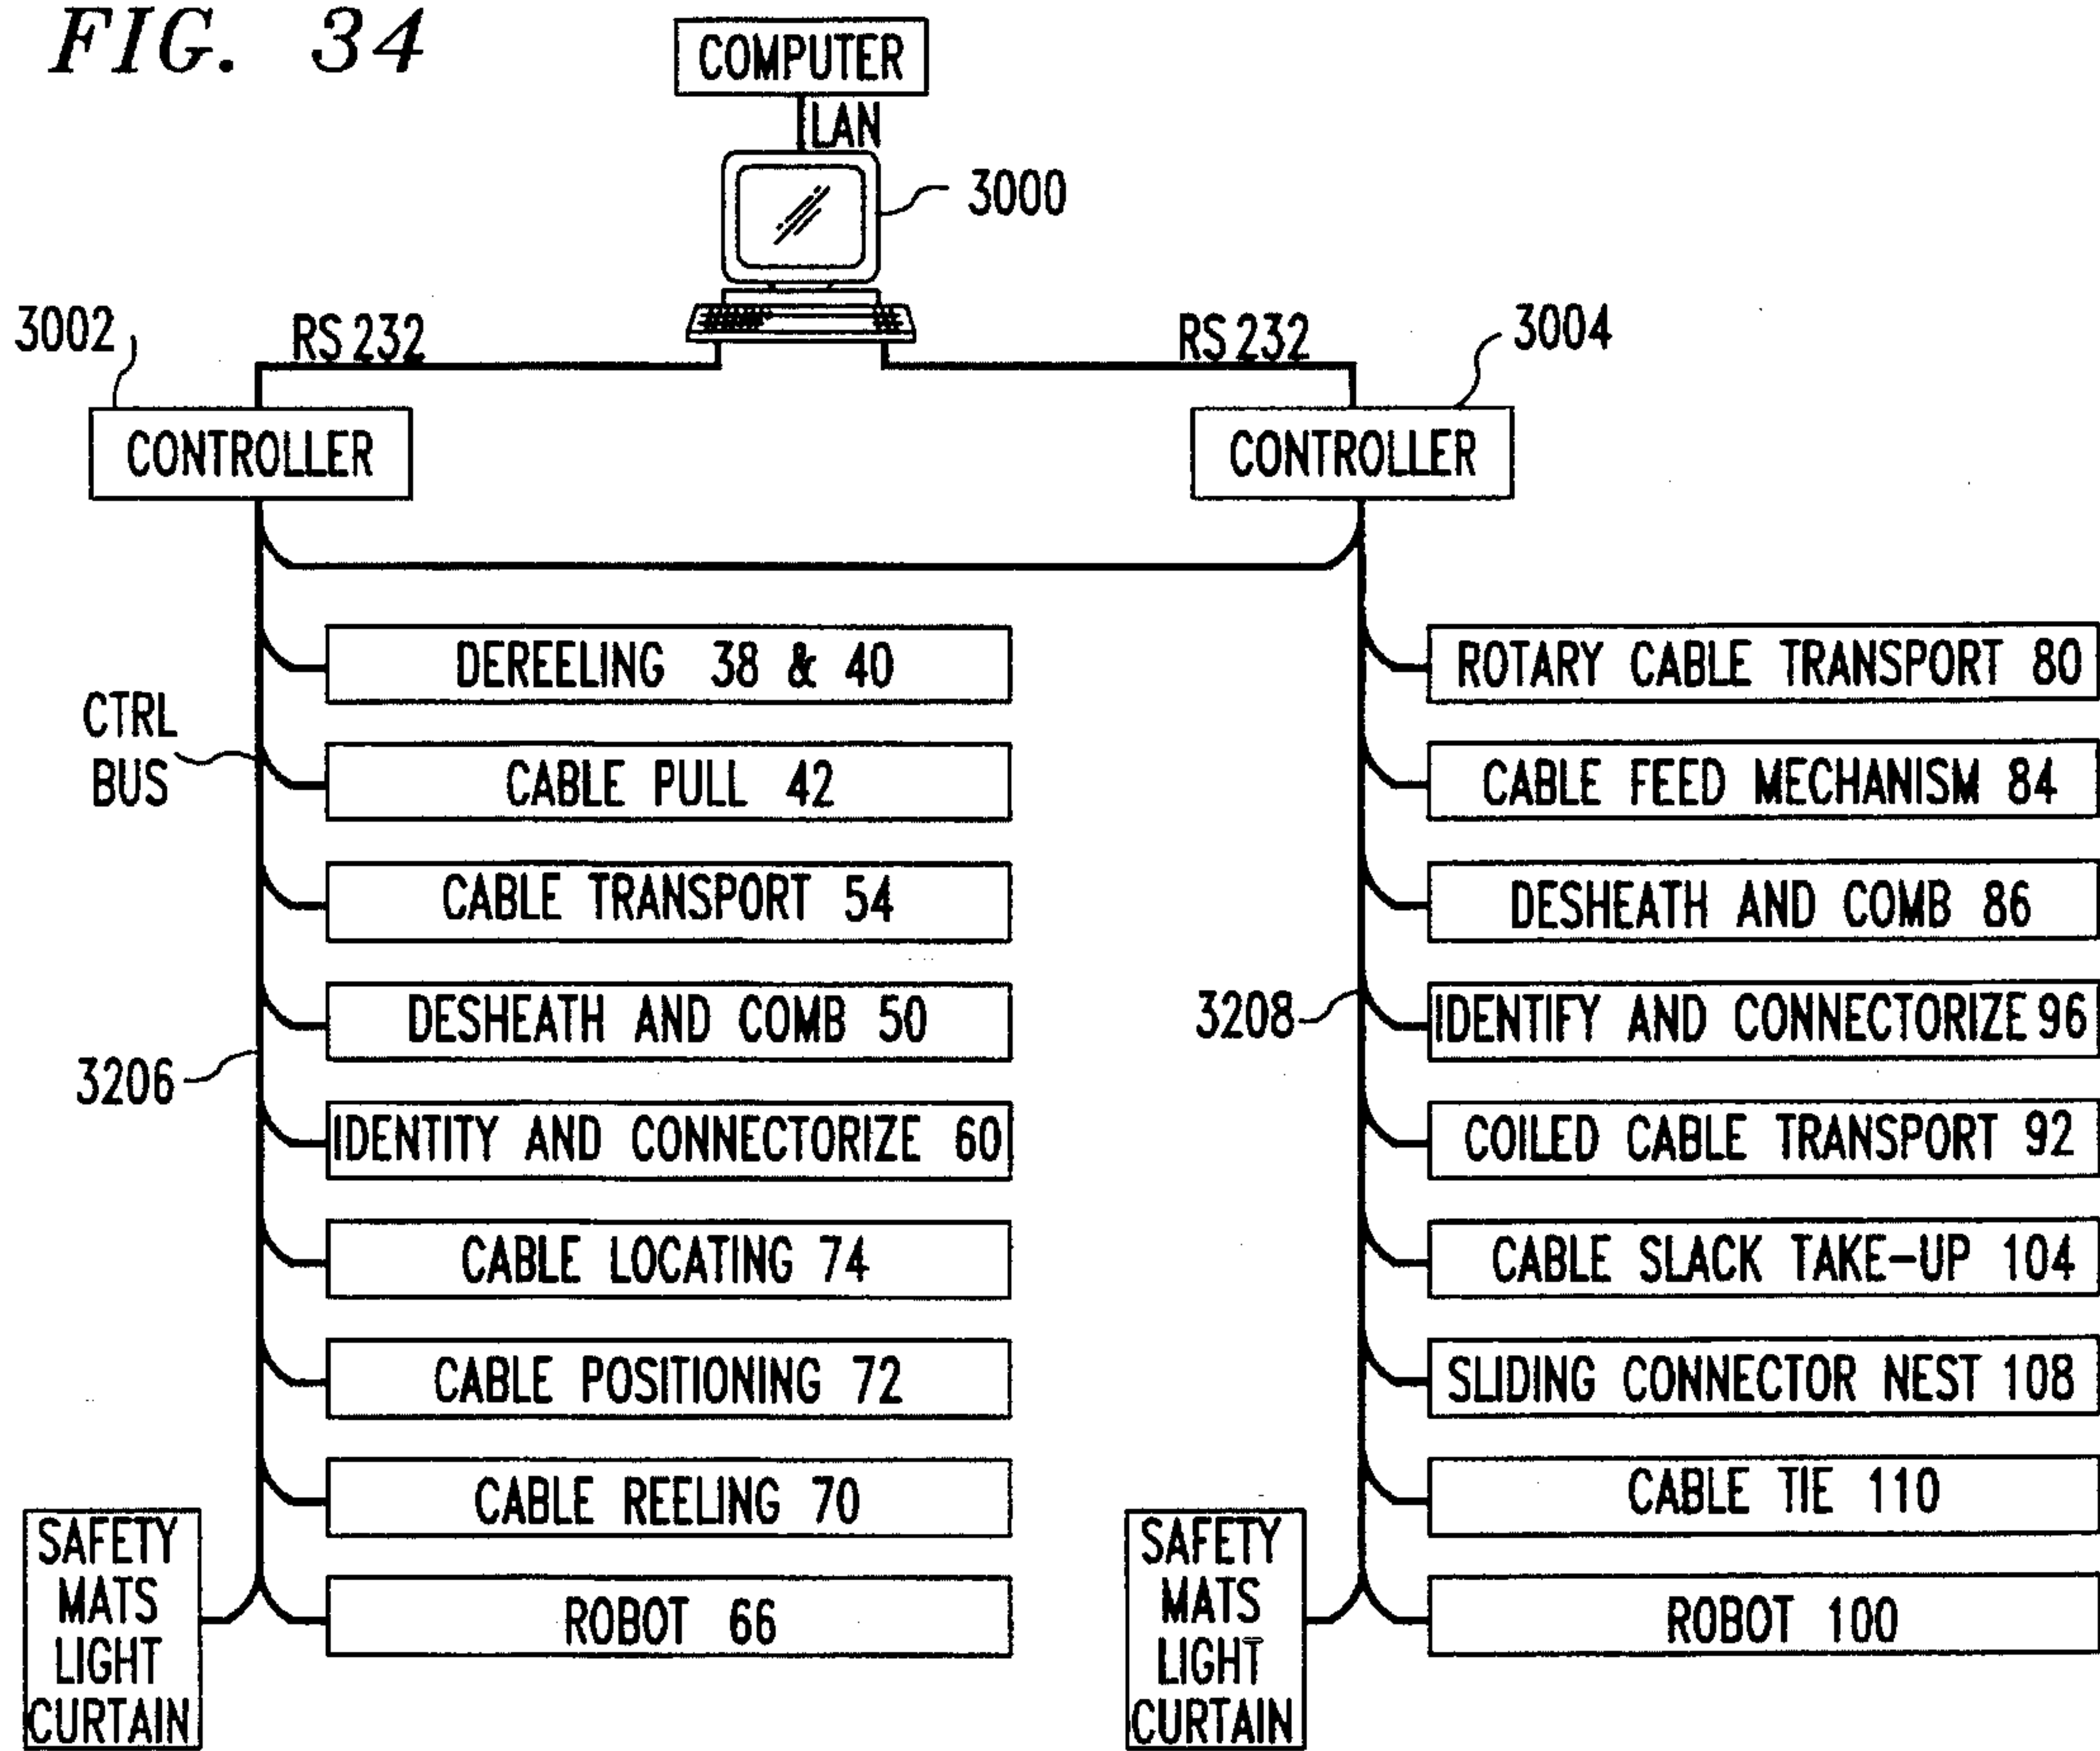 FIG. 34
COMPUTER
LAN
3000
3002
RS 232
RS 232
3004
CONTROLLER
CONTROLLER
DEREELING 38 & 40
CTRL
BUS
CABLE PULL 42
CABLE TRANSPORT 54
DESHEATH AND COMB 50
3206
IDENTITY AND CONNECTORIZE 60
CABLE LOCATING 74
CABLE POSITIONING 72
CABLE REELING 70
SAFETY
MATS
LIGHT
CURTAIN
ROBOT 66
ROTARY CABLE TRANSPORT 80
CABLE FEED MECHANISM 84
DESHEATH AND COMB 86
3208
IDENTIFY AND CONNECTORIZE 96
COILED CABLE TRANSPORT 92
CABLE SLACK TAKE-UP 104
SLIDING CONNECTOR NEST 108
CABLE TIE 110
SAFETY
MATS
LIGHT
CURTAIN
ROBOT 100